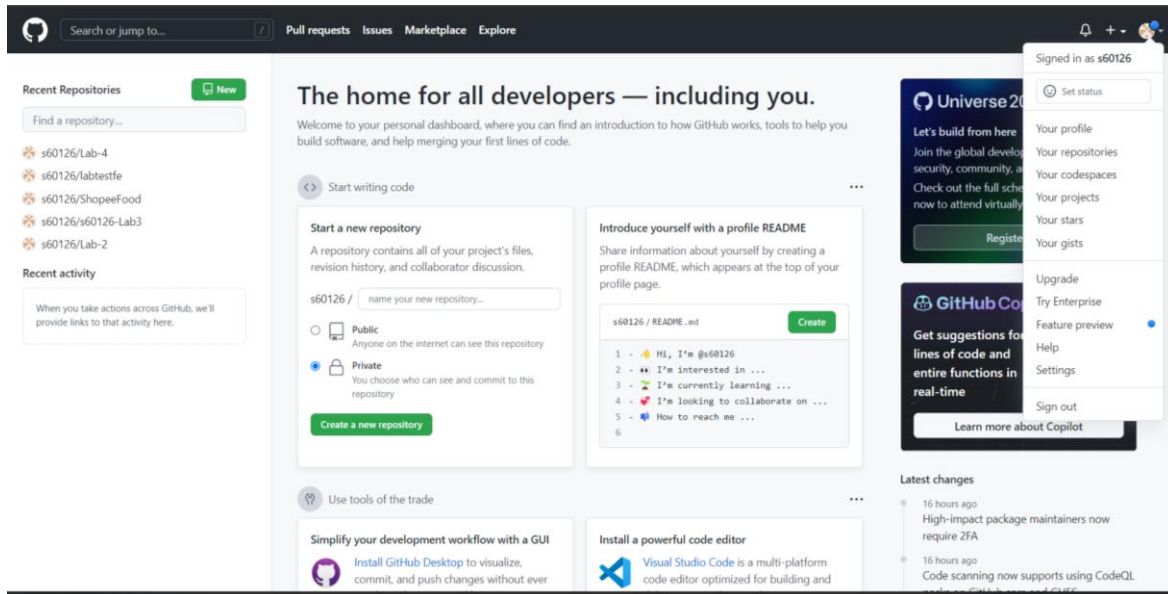 Search or jump to...
/
Pull requests Issues Marketplace Explore
Signed in as s60126
Set status
Your profile
Your repositories
Your codespaces
Your projects
Your stars
Your gists
Upgrade
Try Enterprise
Feature preview
Help
Settings
Sign out
Recent Repositories
New
Find a repository...
s60126/Lab-4
s60126/labtestfe
s60126/ShopeeFood
s60126/s60126-Lab3
s60126/Lab-2
Recent activity
When you take actions across GitHub, we'll
provide links to that activity here.
The home for all developers — including you.
Welcome to your personal dashboard, where you can find an introduction to how GitHub works, tools to help you
build software, and help merging your first lines of code.
Start writing code
Start a new repository
A repository contains all of your project's files,
revision history, and collaborator discussion.
s60126 / name your new repository...
Public
Anyone on the internet can see this repository
Private
You choose who can see and commit to this
repository
Create a new repository
Introduce yourself with a profile README
Share information about yourself by creating a
profile README, which appears at the top of your
profile page.
s60126 / README.md
Create
1 - 👋 Hi, I'm @s60126
2 - 👀 I'm interested in ...
3 - 🌱 I'm currently learning ...
4 - 💞️ I'm looking to collaborate on ...
5 - 📫 How to reach me ...
6
Use tools of the trade
Simplify your development workflow with a GUI
Install GitHub Desktop to visualize,
commit, and push changes without ever
Install a powerful code editor
Visual Studio Code is a multi-platform
code editor optimized for building and
Universe 20
Let's build from here
Join the global
security, community, a
Check out the full sche
now to attend virtually
Registe
GitHub Co
Get suggestions fo
lines of code and
entire functions in
real-time
Learn more about Copilot
Latest changes
16 hours ago
High-impact package maintainers now
require 2FA
16 hours ago
Code scanning now supports using CodeQL